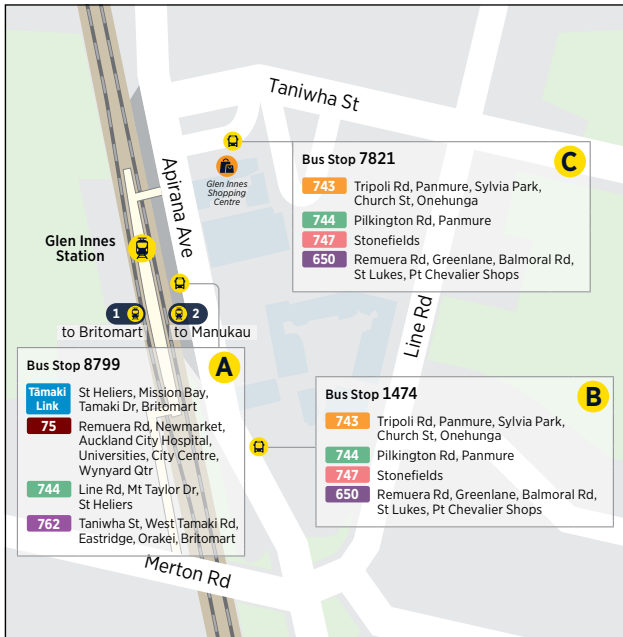 Taniwha St
Apirana Ave
Glen Innes
Shopping
Centre
Bus Stop 7821
C
743 Tripoli Rd, Panmure, Sylvia Park,
Church St, Onehunga
744 Pilkington Rd, Panmure
747 Stonefields
650 Remuera Rd, Greenlane, Balmoral Rd,
St Lukes, Pt Chevalier Shops
Glen Innes
Station
1
to Britomart
2
to Manukau
Line Rd
Bus Stop 8799
A
Tāmaki
Link
St Heliers, Mission Bay,
Tamaki Dr, Britomart
75 Remuera Rd, Newmarket,
Auckland City Hospital,
Universities, City Centre,
Wynyard Qtr
744 Line Rd, Mt Taylor Dr,
St Heliers
762 Taniwha St, West Tamaki Rd,
Eastridge, Orakei, Britomart
Bus Stop 1474
B
743 Tripoli Rd, Panmure, Sylvia Park,
Church St, Onehunga
744 Pilkington Rd, Panmure
747 Stonefields
650 Remuera Rd, Greenlane, Balmoral Rd,
St Lukes, Pt Chevalier Shops
Merton Rd